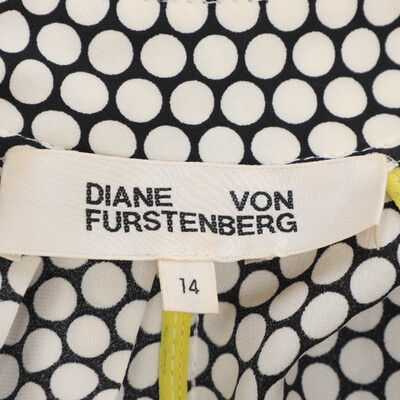 DIANE VON
FURSTENBERG
14